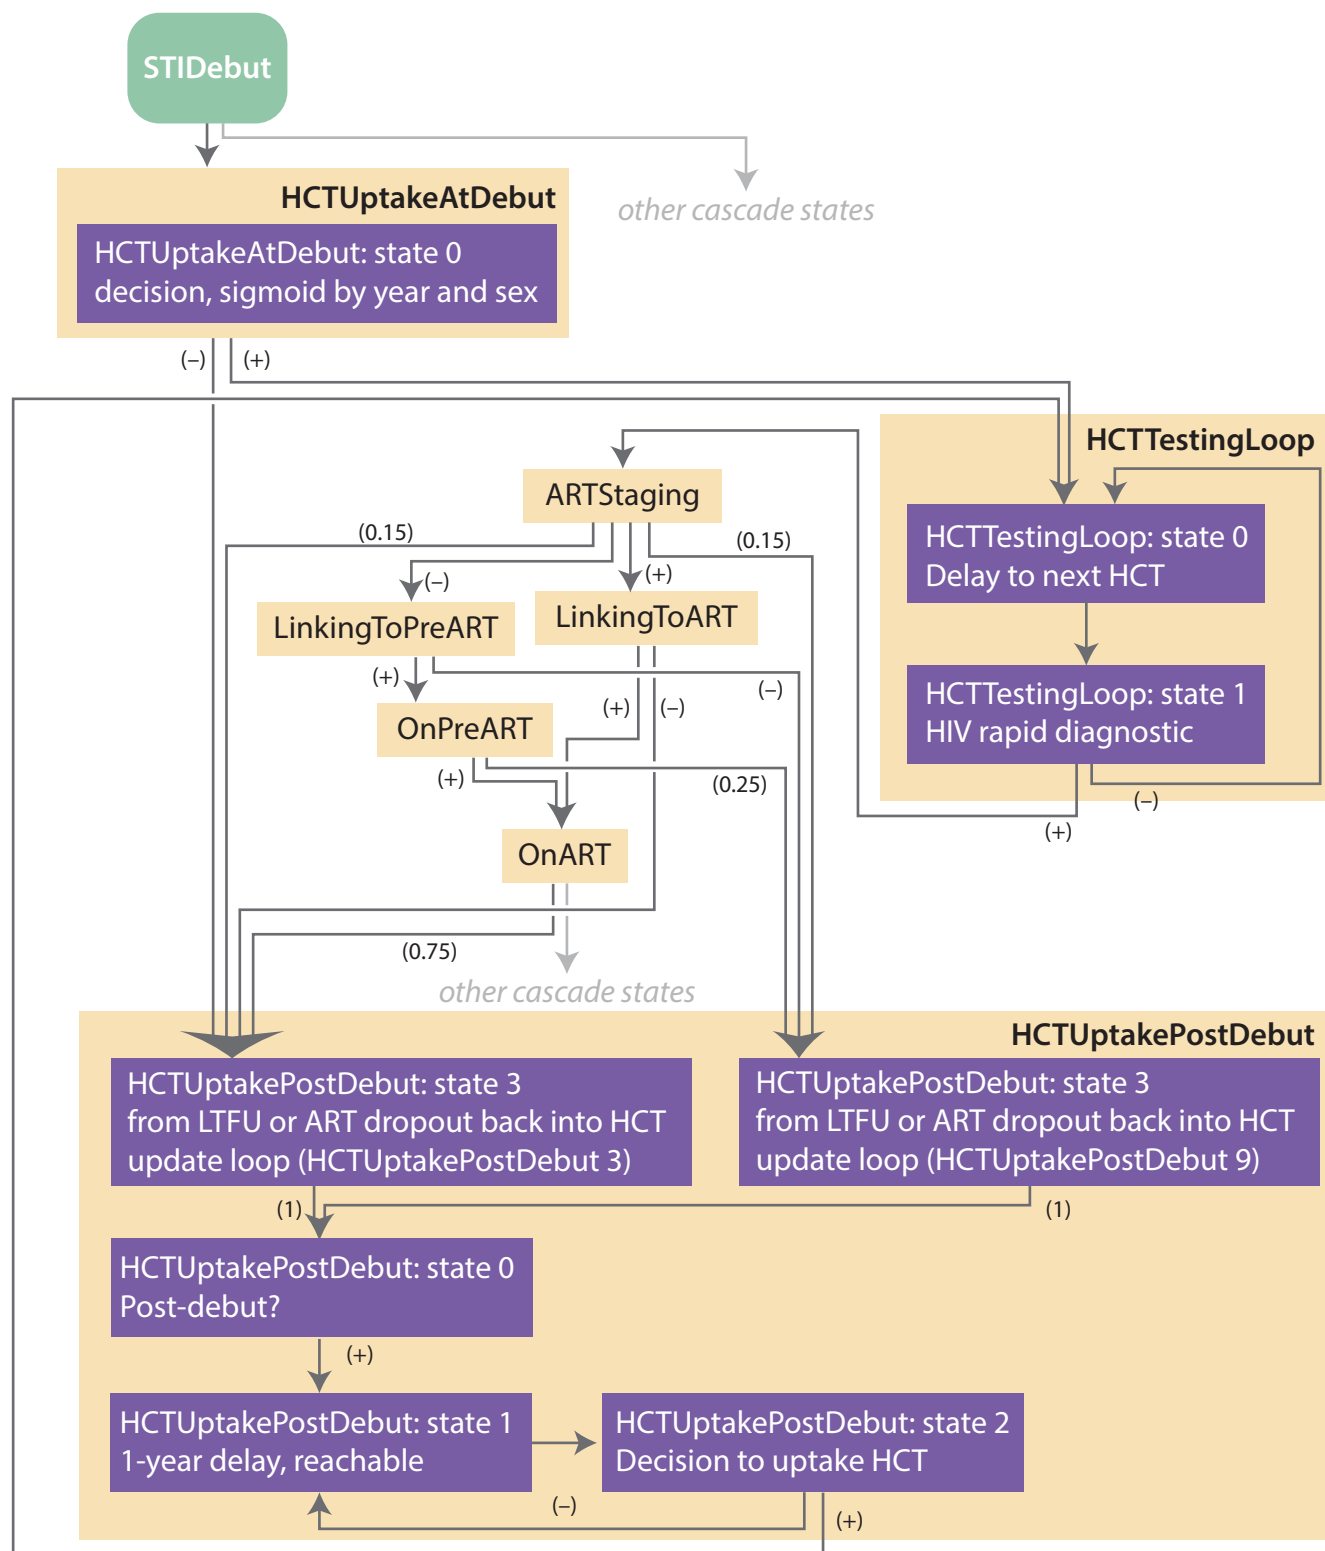 STIDebut
other cascade states
HCTUptakeAtDebut
HCTUptakeAtDebut: state 0
decision, sigmoid by year and sex
(–)
(+)
HCTTestingLoop
HCTTestingLoop: state 0
Delay to next HCT
HCTTestingLoop: state 1
HIV rapid diagnostic
(–)
(+)
ARTStaging
(0.15)
(0.15)
(–)
(+)
LinkingToPreART
LinkingToART
(+)
(–)
(+)
(–)
OnPreART
(+)
(0.25)
OnART
(0.75)
other cascade states
HCTUptakePostDebut
HCTUptakePostDebut: state 3
from LTFU or ART dropout back into HCT
update loop (HCTUptakePostDebut 3)
HCTUptakePostDebut: state 3
from LTFU or ART dropout back into HCT
update loop (HCTUptakePostDebut 9)
(1)
(1)
HCTUptakePostDebut: state 0
Post-debut?
(+)
HCTUptakePostDebut: state 1
1-year delay, reachable
HCTUptakePostDebut: state 2
Decision to uptake HCT
(–)
(+)